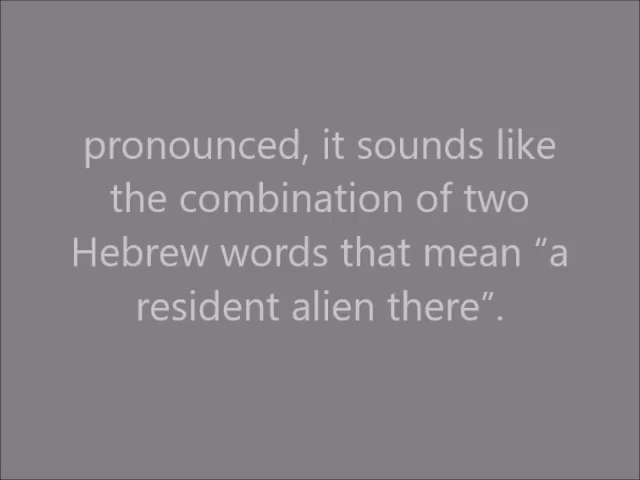 pronounced, it sounds like
the combination of two
Hebrew words that mean “a
resident alien there”.